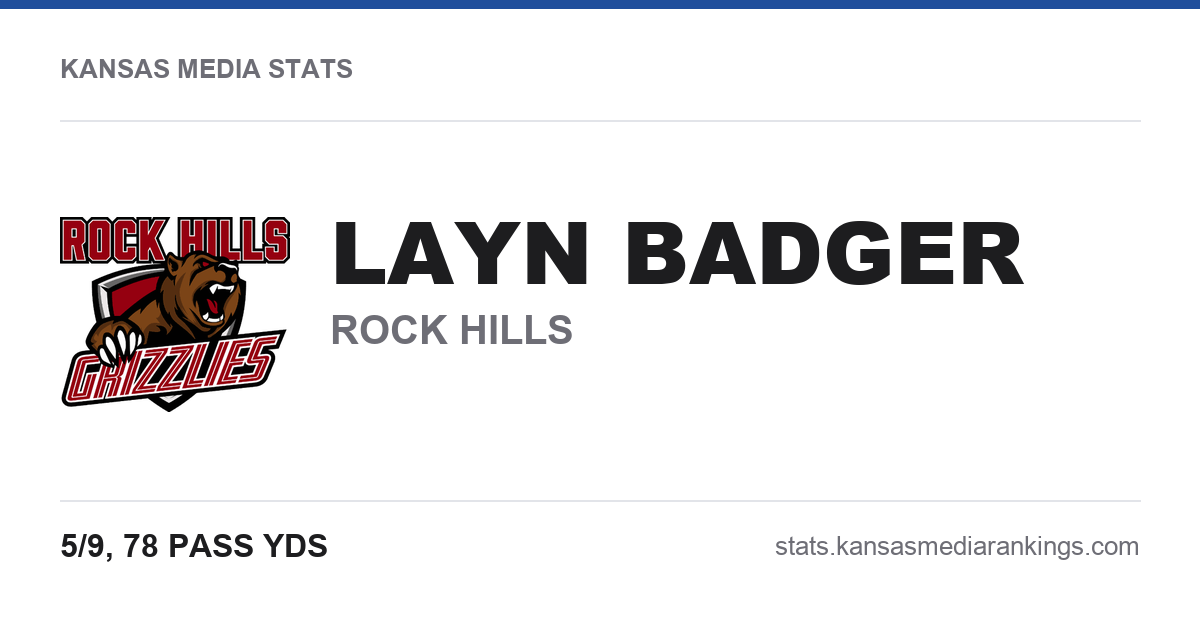 KANSAS MEDIA STATS
ROCK HILLS
GRIZZLIES
LAYN BADGER
ROCK HILLS
5/9, 78 PASS YDS
stats.kansasmediarankings.com